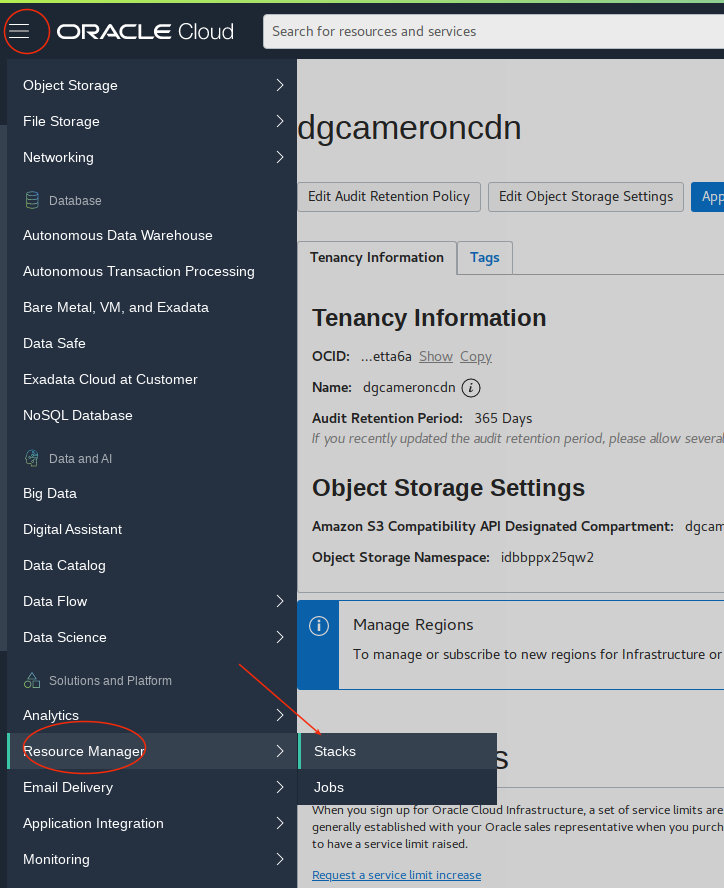 ORACLE Cloud
Search for resources and services
Object Storage
File Storage
Networking
Database
Autonomous Data Warehouse
Autonomous Transaction Processing
Bare Metal, VM, and Exadata
Data Safe
Exadata Cloud at Customer
NoSQL Database
Data and AI
Big Data
Digital Assistant
Data Catalog
Data Flow
Data Science
Solutions and Platform
Analytics
Resource Manager
Email Delivery
Application Integration
Monitoring
Stacks
Jobs
dgcameroncdn
Edit Audit Retention Policy Edit Object Storage Settings App
Tenancy Information Tags
Tenancy Information
OCID: ...etta6a Show Copy
Name: dgcameroncdn
Audit Retention Period: 365 Days
If you recently updated the audit retention period, please allow several
Object Storage Settings
Amazon S3 Compatibility API Designated Compartment: dgcam
Object Storage Namespace: idbbppx25qw2
Manage Regions
To manage or subscribe to new regions for Infrastructure or
s
When you sign up for Oracle Cloud Infrastructure, a set of service limits are
generally established with your Oracle sales representative when you purch
to have a service limit raised.
Request a service limit increase